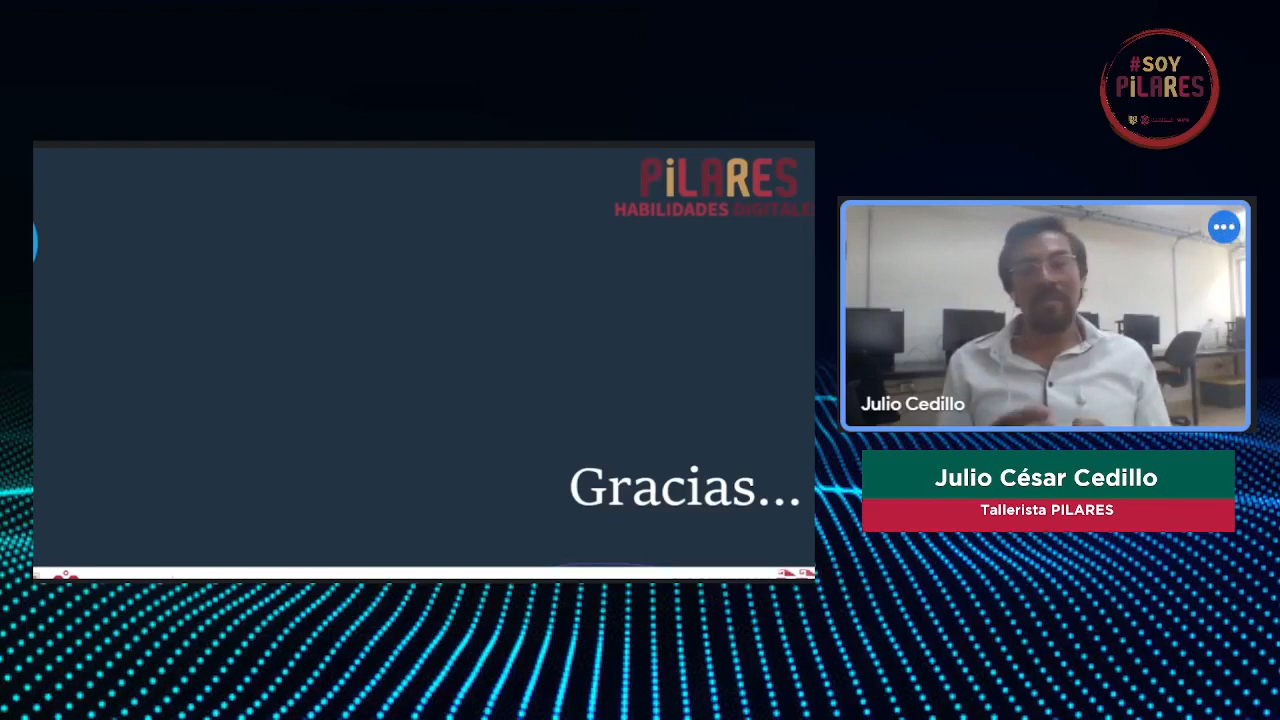 #SOY
PiLARES
PiLARES
HABILIDADES DIGITALES
Gracias...
Julio Cedillo
Julio César Cedillo
Tallerista PILARES